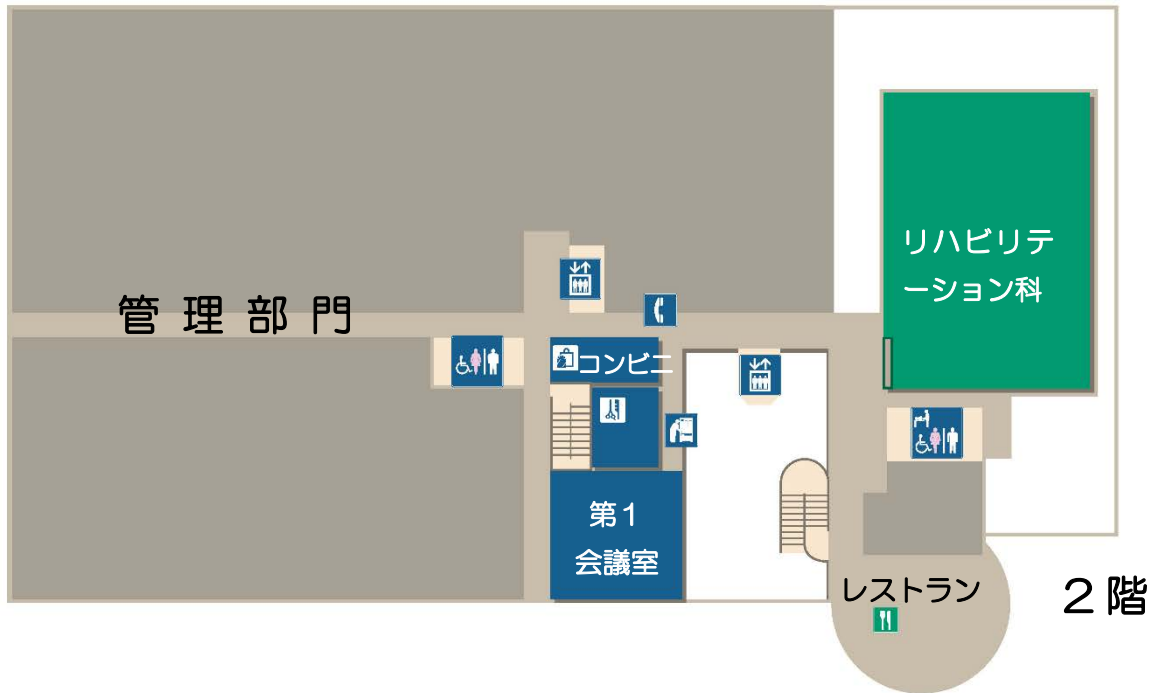 リハビリテ
ーション科
管理部門
コンビニ
第1
会議室
レストラン
2階